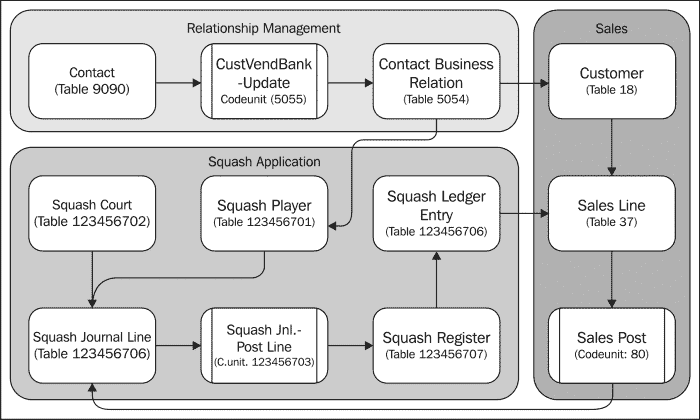 Relationship Management
Contact
(Table 9090)
CustVendBank
-Update
Codeunit (5055)
Contact Business
Relation
(Table 5054)
Sales
Customer
(Table 18)
Squash Application
Squash Court
(Table 123456702)
Squash Player
(Table 123456701)
Squash Ledger
Entry
(Table 123456706)
Sales Line
(Table 37)
Squash Journal Line
(Table 123456706)
Squash Jnl.-
Post Line
(C.unit. 123456703)
Squash Register
(Table 123456707)
Sales Post
(Codeunit: 80)